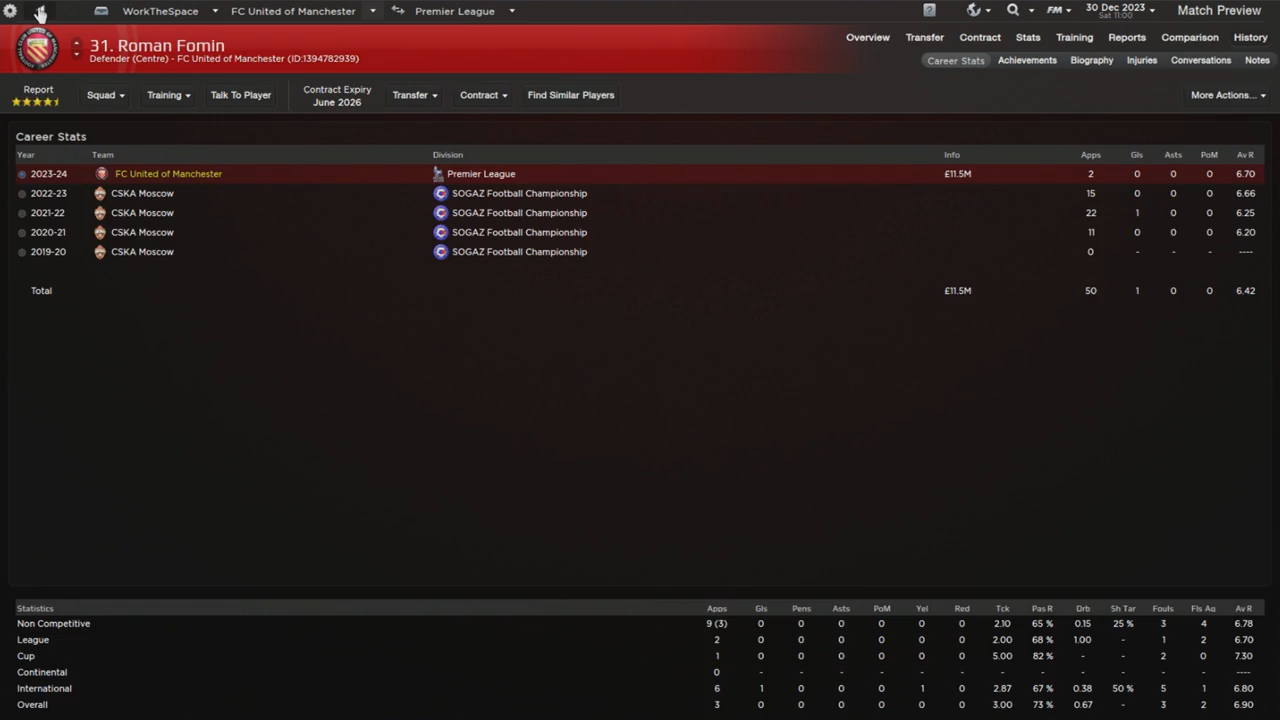 WorkTheSpace FC United of Manchester Premier League ? FM 30 Dec 2023 Match Preview
Sat 11:00
31. Roman Fomin
Defender (Centre) - FC United of Manchester (ID:1394782939)
Overview Transfer Contract Stats Training Reports Comparison History
Career Stats Achievements Biography Injuries Conversations Notes
Report Squad Training Talk To Player Contract Expiry June 2026 Transfer Contract Find Similar Players More Actions...
Career Stats
Year Team Division Info Apps Gls Asts PoM Av R
2023-24 FC United of Manchester Premier League £11.5M 2 0 0 0 6.70
2022-23 CSKA Moscow SOGAZ Football Championship 15 0 0 0 6.66
2021-22 CSKA Moscow SOGAZ Football Championship 22 1 0 0 6.25
2020-21 CSKA Moscow SOGAZ Football Championship 11 0 0 0 6.20
2019-20 CSKA Moscow SOGAZ Football Championship 0 - - - ----
Total £11.5M 50 1 0 0 6.42
Statistics Apps Gls Pens Asts PoM Yel Red Tck Pas R Drb Sh Tar Fouls Fls Ag Av R
Non Competitive 9 (3) 0 0 0 0 0 0 2.10 65 % 0.15 25 % 3 4 6.78
League 2 0 0 0 0 0 0 2.00 68 % 1.00 - 1 2 6.70
Cup 1 0 0 0 0 0 0 5.00 82 % - - 2 0 7.30
Continental 0 - - - - - - - - - - - - ----
International 6 1 0 0 0 1 0 2.87 67 % 0.38 50 % 5 1 6.80
Overall 3 0 0 0 0 0 0 3.00 73 % 0.67 - 3 2 6.90